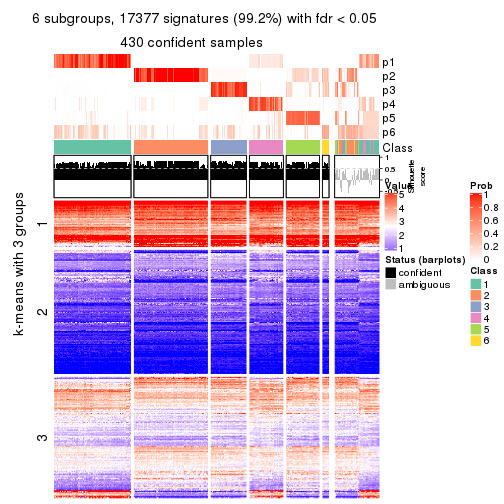 6 subgroups, 17377 signatures (99.2%) with fdr < 0.05
430 confident samples
p1
p2
p3
p4
p5
p6
Class
1
0.5
0
-0.5
Silhouette
score
k-means with 3 groups
1
2
3
Value
5
4
3
2
1
Status (barplots)
confident
ambiguous
Prob
1
0.8
0.6
0.4
0.2
0
Class
1
2
3
4
5
6